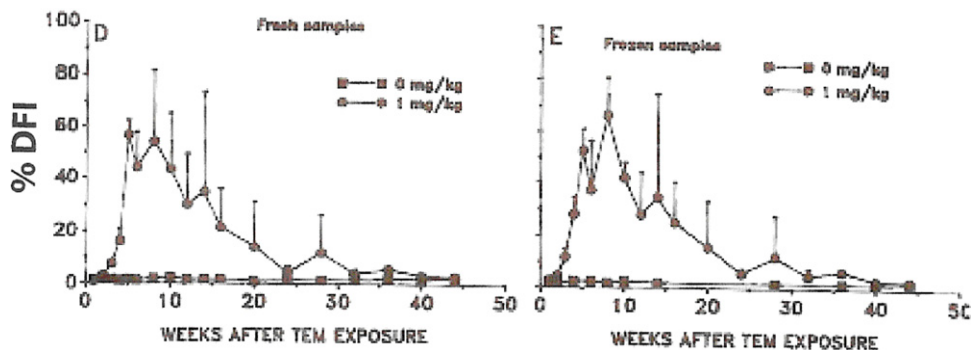 100
D
Fresh samples
0 mg/kg
1 mg/kg
80
60
40
20
0
% DFI
0 10 20 30 40 50
WEEKS AFTER TEM EXPOSURE
E
Frozen samples
0 mg/kg
1 mg/kg
0 10 20 30 40 50
WEEKS AFTER TEM EXPOSURE